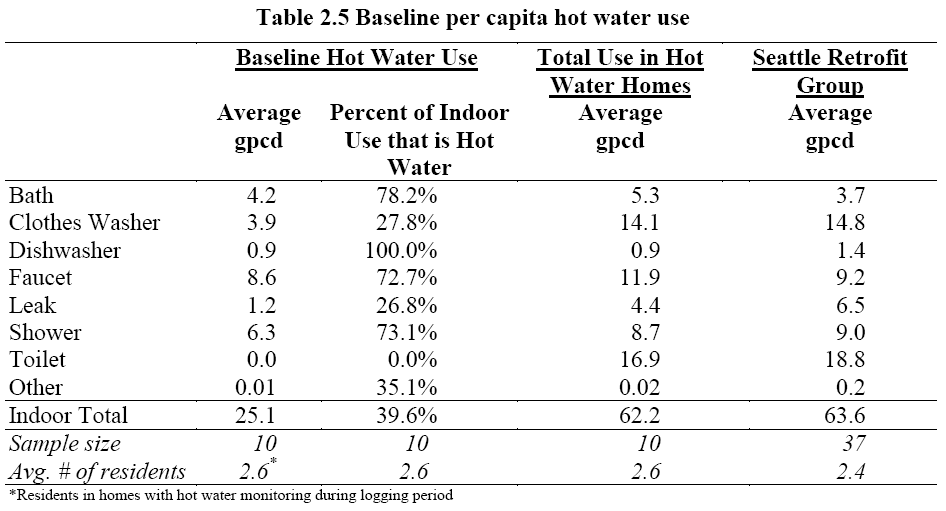 Table 2.5 Baseline per capita hot water use
Baseline Hot Water Use Total Use in Hot Seattle Retrofit
Water Homes Group
Average Percent of Indoor Average Average
gpcd Use that is Hot gpcd gpcd
Water
Bath 4.2 78.2% 5.3 3.7
Clothes Washer 3.9 27.8% 14.1 14.8
Dishwasher 0.9 100.0% 0.9 1.4
Faucet 8.6 72.7% 11.9 9.2
Leak 1.2 26.8% 4.4 6.5
Shower 6.3 73.1% 8.7 9.0
Toilet 0.0 0.0% 16.9 18.8
Other 0.01 35.1% 0.02 0.2
Indoor Total 25.1 39.6% 62.2 63.6
Sample size 10 10 10 37
Avg. # of residents 2.6* 2.6 2.6 2.4
*Residents in homes with hot water monitoring during logging period